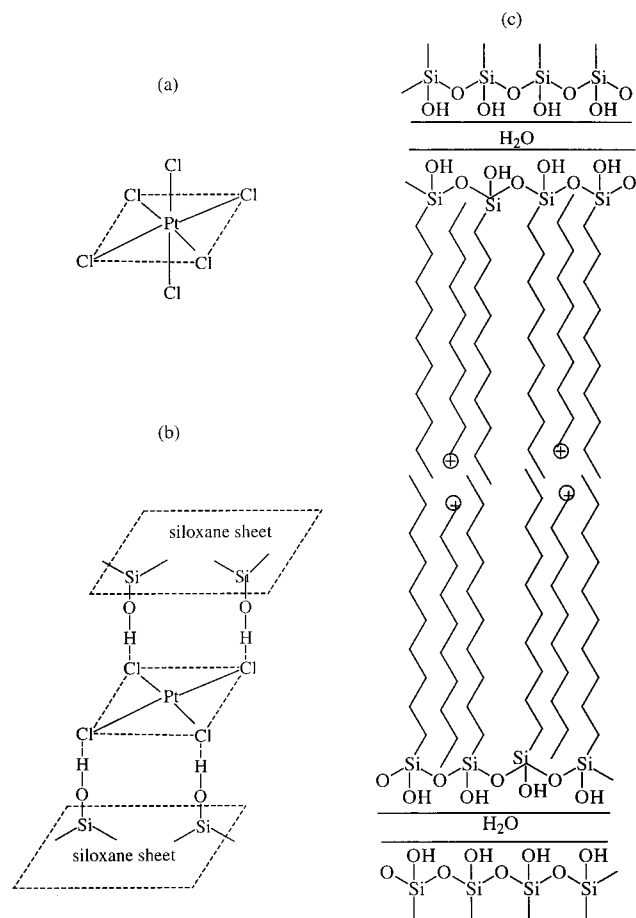 (a)
Cl
Cl Cl
Pt
Cl Cl
Cl
(b)
siloxane sheet
Si Si
O O
H H
Cl Cl
Pt
Cl Cl
H H
O O
Si Si
siloxane sheet
(c)
Si Si Si Si
O O O O
OH OH OH OH
H₂O
OH OH OH OH
O O O O
Si Si Si Si
+ +
+ +
Si Si Si Si
O O O O
OH OH OH OH
H₂O
OH OH OH OH
O O O O
Si Si Si Si